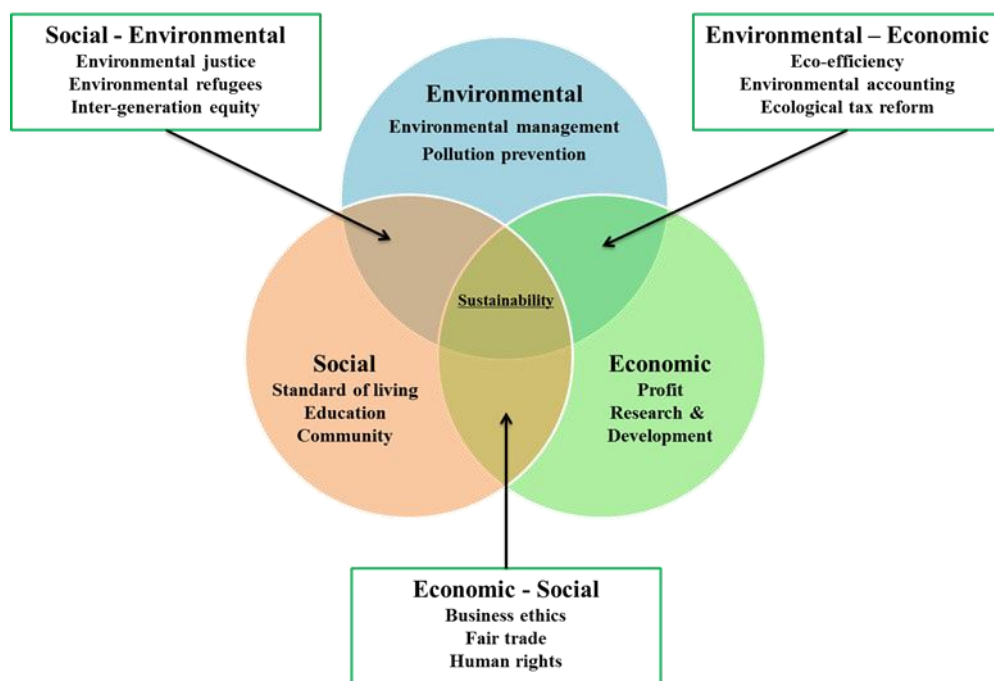 Social - Environmental
Environmental justice
Environmental refugees
Inter-generation equity
Environmental – Economic
Eco-efficiency
Environmental accounting
Ecological tax reform
Environmental
Environmental management
Pollution prevention
Sustainability
Social
Standard of living
Education
Community
Economic
Profit
Research &
Development
Economic - Social
Business ethics
Fair trade
Human rights